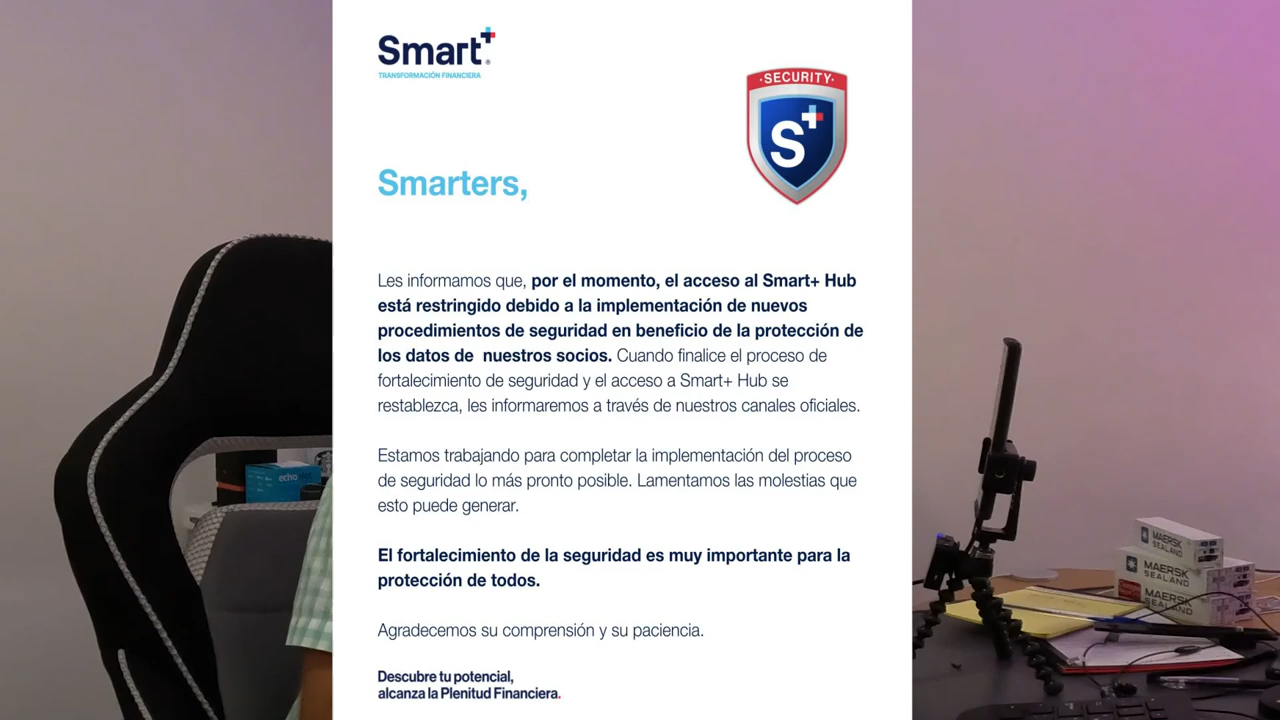 Smart+
®
TRANSFORMACIÓN FINANCIERA
·SECURITY·
S+
Smarters,
Les informamos que, por el momento, el acceso al Smart+ Hub
está restringido debido a la implementación de nuevos
procedimientos de seguridad en beneficio de la protección de
los datos de nuestros socios. Cuando finalice el proceso de
fortalecimiento de seguridad y el acceso a Smart+ Hub se
restablezca, les informaremos a través de nuestros canales oficiales.
Estamos trabajando para completar la implementación del proceso
de seguridad lo más pronto posible. Lamentamos las molestias que
esto puede generar.
El fortalecimiento de la seguridad es muy importante para la
protección de todos.
Agradecemos su comprensión y su paciencia.
Descubre tu potencial,
alcanza la Plenitud Financiera.
echo
MAERSK
SEALAND
MAERSK
SEALAND
MAERSK
SEALAND